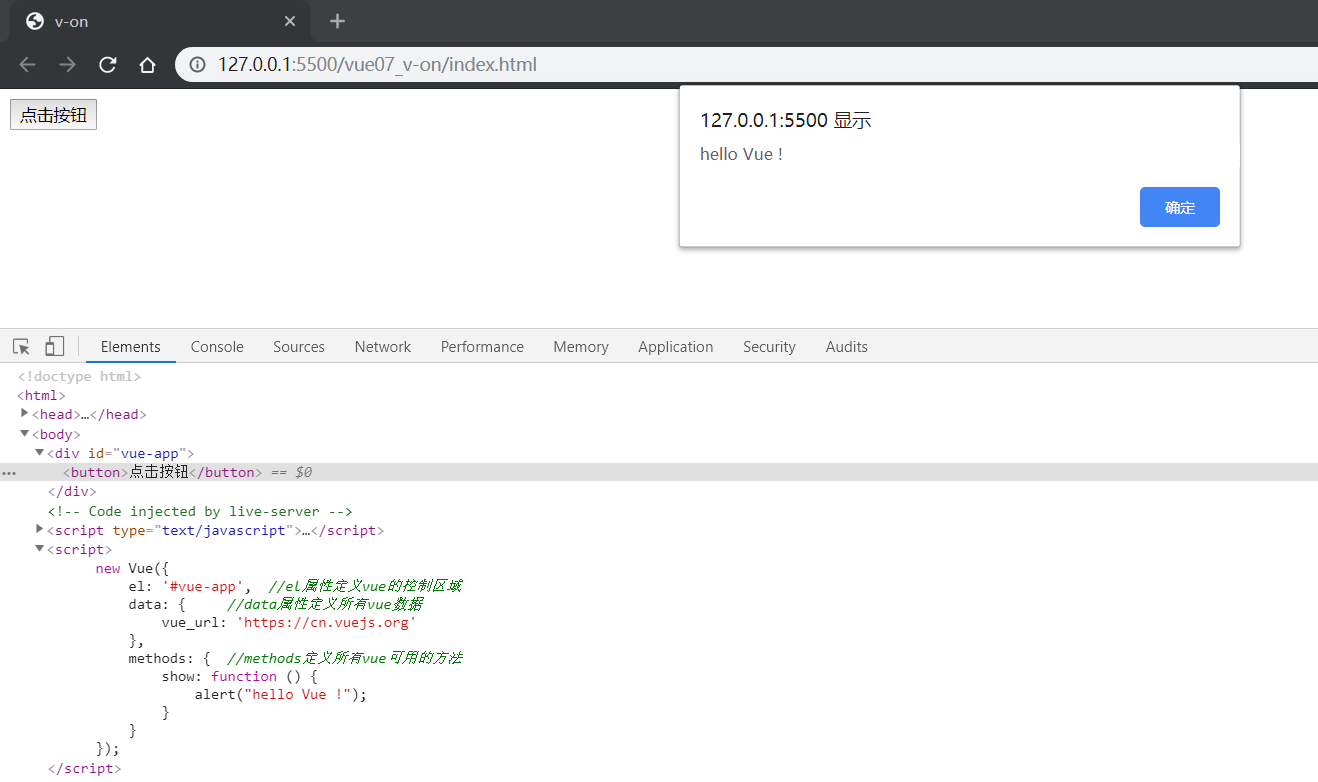 v-on
127.0.0.1:5500/vue07_v-on/index.html
点击按钮
127.0.0.1:5500 显示
hello Vue !
确定
Elements Console Sources Network Performance Memory Application Security Audits
<!doctype html>
<html>
<head>…</head>
<body>
<div id="vue-app">
<button>点击按钮</button> == $0
</div>
<!-- Code injected by live-server -->
<script type="text/javascript">…</script>
<script>
new Vue({
el: '#vue-app', //el属性定义vue的控制区域
data: { //data属性定义所有vue数据
vue_url: 'https://cn.vuejs.org'
},
methods: { //methods定义所有vue可用的方法
show: function () {
alert("hello Vue !");
}
}
});
</script>